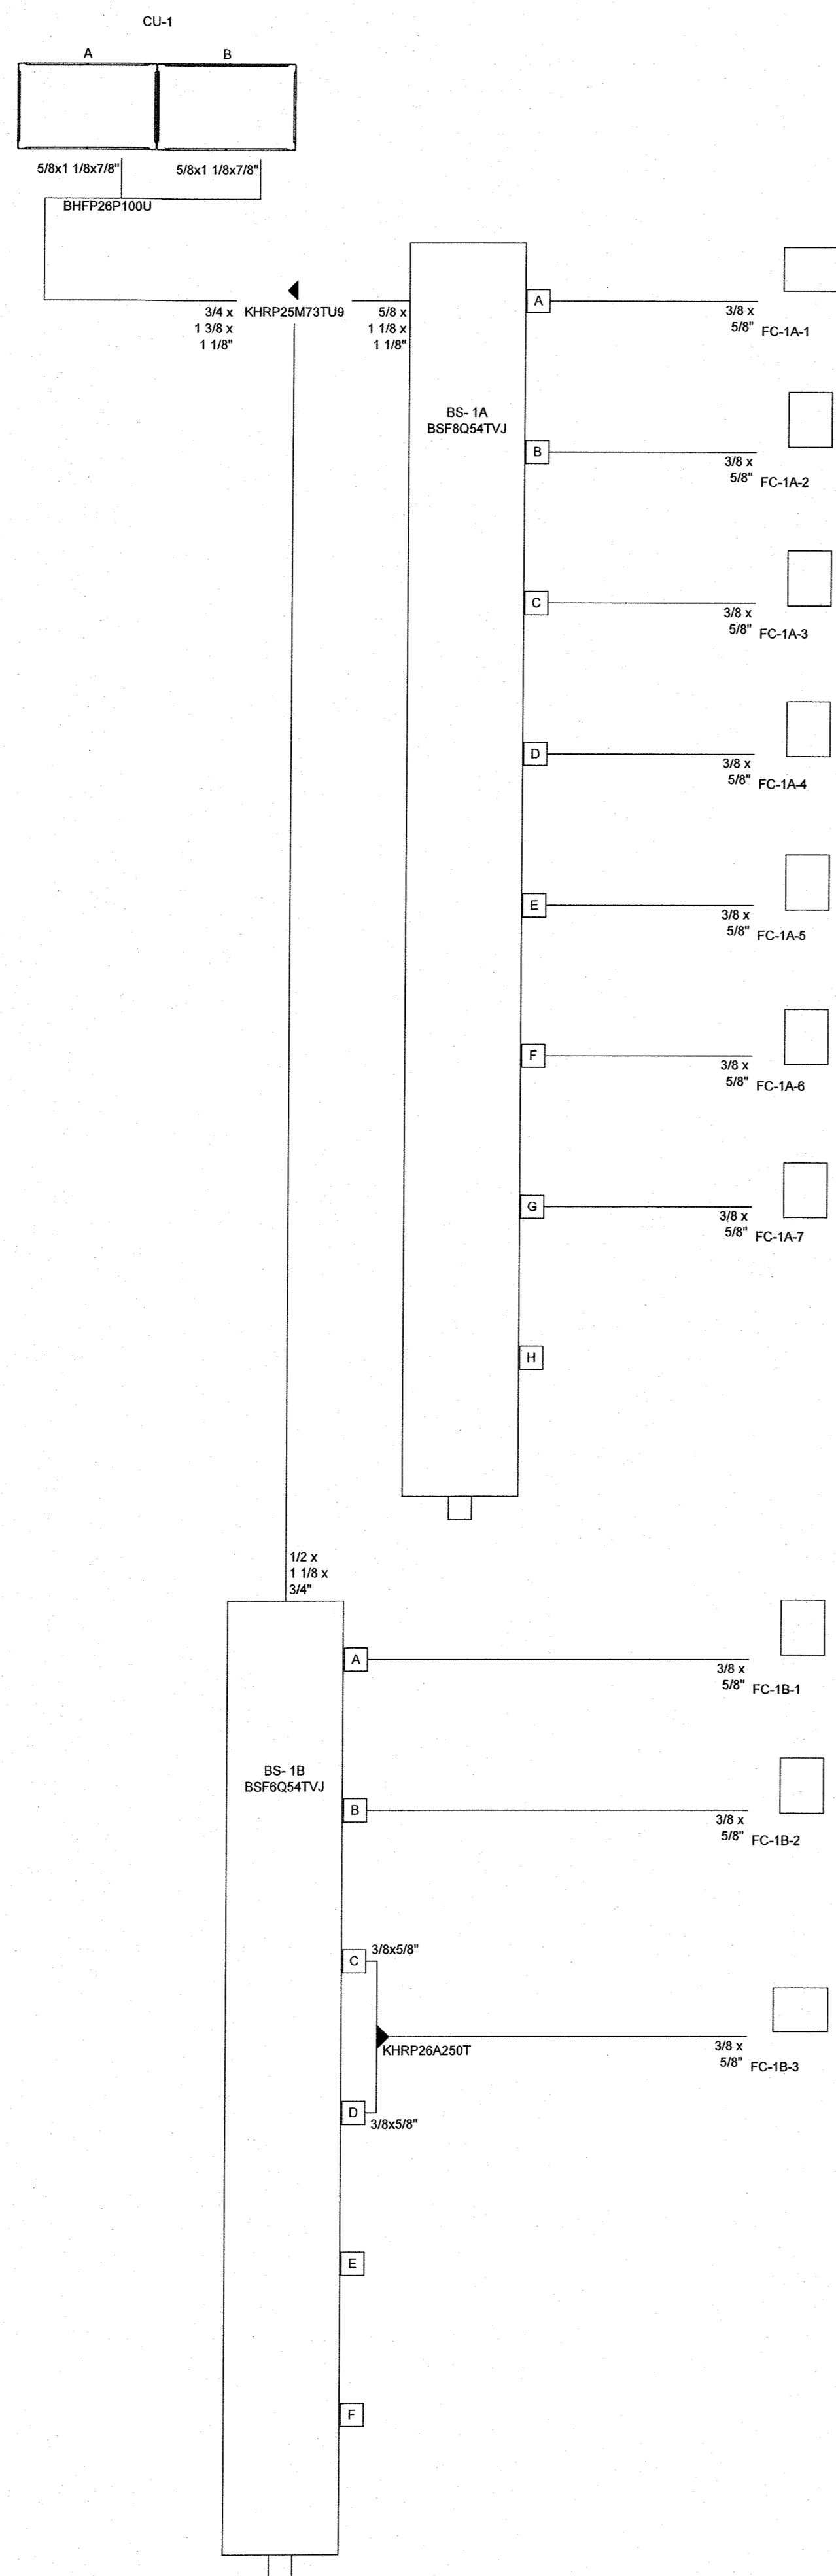 CU-1
A
B
5/8x1 1/8x7/8"
5/8x1 1/8x7/8"
BHFP26P100U
3/4 x
1 3/8 x
1 1/8"
KHRP25M73TU9
5/8 x
1 1/8 x
1 1/8"
BS- 1A
BSF8Q54TVJ
A
3/8 x
5/8"
FC-1A-1
B
3/8 x
5/8"
FC-1A-2
C
3/8 x
5/8"
FC-1A-3
D
3/8 x
5/8"
FC-1A-4
E
3/8 x
5/8"
FC-1A-5
F
3/8 x
5/8"
FC-1A-6
G
3/8 x
5/8"
FC-1A-7
H
1/2 x
1 1/8 x
3/4"
BS- 1B
BSF6Q54TVJ
A
3/8 x
5/8"
FC-1B-1
B
3/8 x
5/8"
FC-1B-2
C
3/8x5/8"
KHRP26A250T
3/8 x
5/8"
FC-1B-3
D
3/8x5/8"
E
F